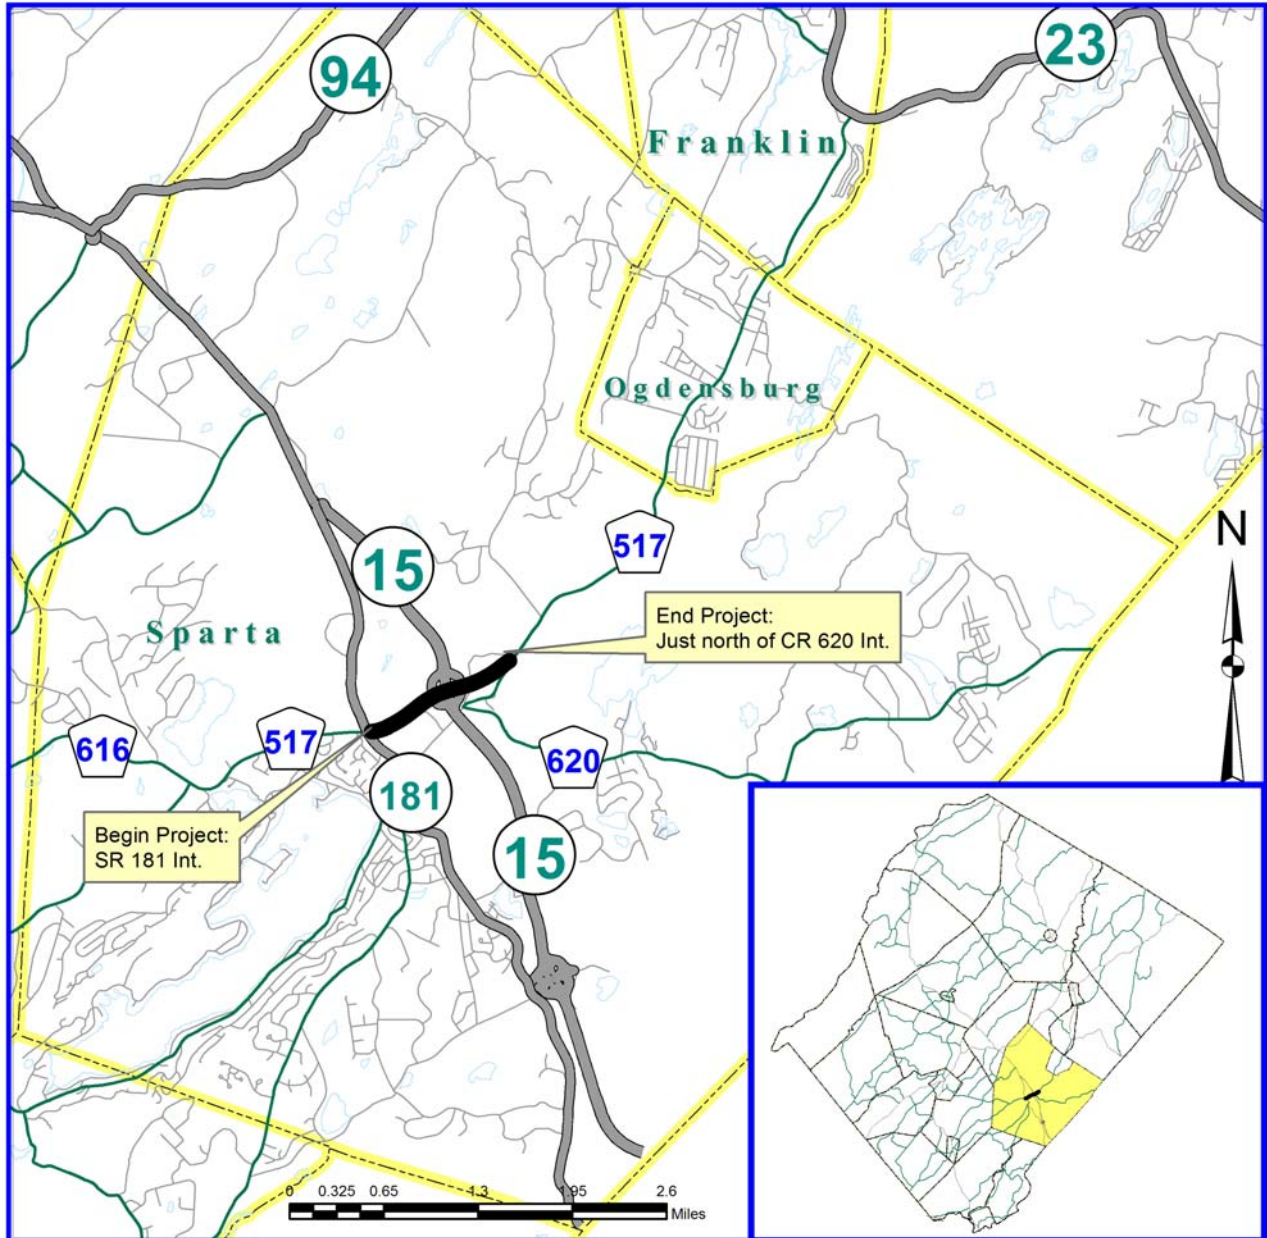 94
23
Franklin
Ogdensburg
517
N
15
End Project:
Just north of CR 620 Int.
Sparta
616
517
620
181
Begin Project:
SR 181 Int.
15
0 0.325 0.65 1.3 1.95 2.6
Miles